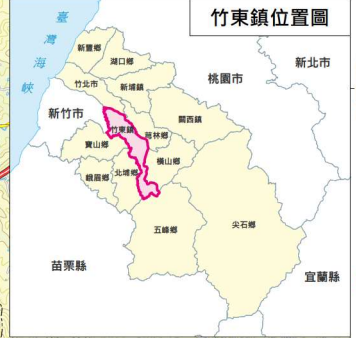 竹東鎮位置圖
臺灣海峽
新豐鄉
湖口鄉
新北市
桃園市
竹北市
新埔鎮
新竹市
關西鎮
竹東鎮
芎林鄉
寶山鄉
橫山鄉
北埔鄉
峨眉鄉
尖石鄉
五峰鄉
苗栗縣
宜蘭縣